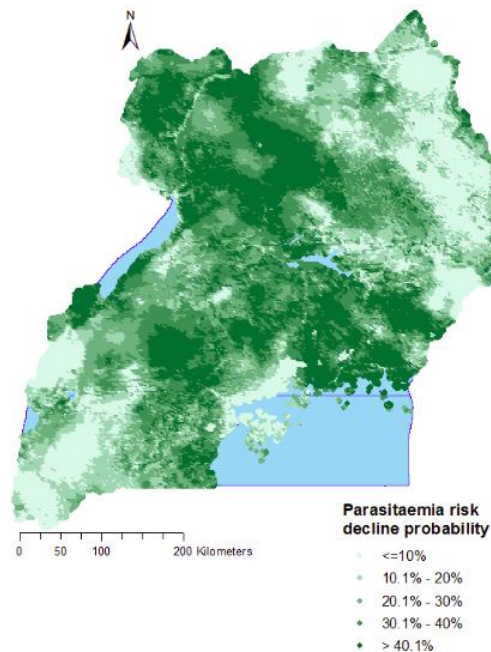 N
0 50 100 200 Kilometers
Parasitaemia risk
decline probability
<=10%
10.1% - 20%
20.1% - 30%
30.1% - 40%
> 40.1%